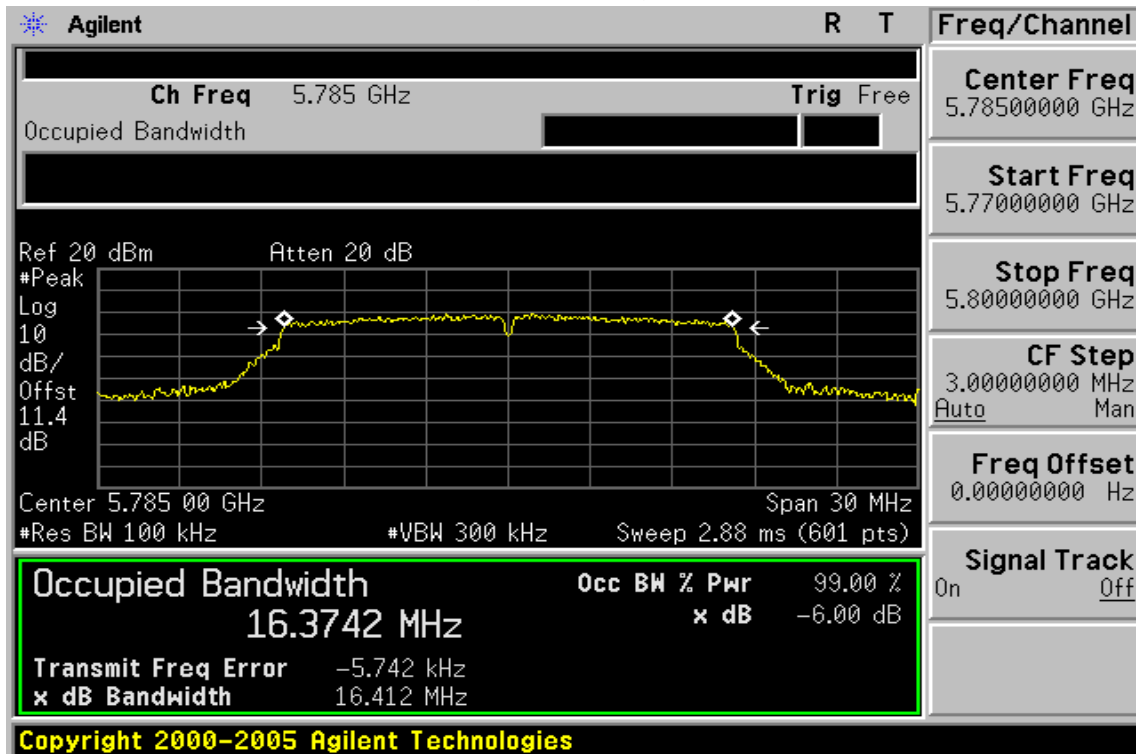 Agilent R T
Freq/Channel
Ch Freq 5.785 GHz Trig Free
Occupied Bandwidth
Center Freq
5.78500000 GHz
Start Freq
5.77000000 GHz
Stop Freq
5.80000000 GHz
CF Step
3.00000000 MHz
Auto Man
Freq Offset
0.00000000 Hz
Signal Track
On Off
Ref 20 dBm Atten 20 dB
#Peak
Log
10
dB/
Offst
11.4
dB
Center 5.785 00 GHz Span 30 MHz
#Res BW 100 kHz #VBW 300 kHz Sweep 2.88 ms (601 pts)
Occupied Bandwidth Occ BW % Pwr 99.00 %
16.3742 MHz x dB -6.00 dB
Transmit Freq Error -5.742 kHz
x dB Bandwidth 16.412 MHz
Copyright 2000-2005 Agilent Technologies